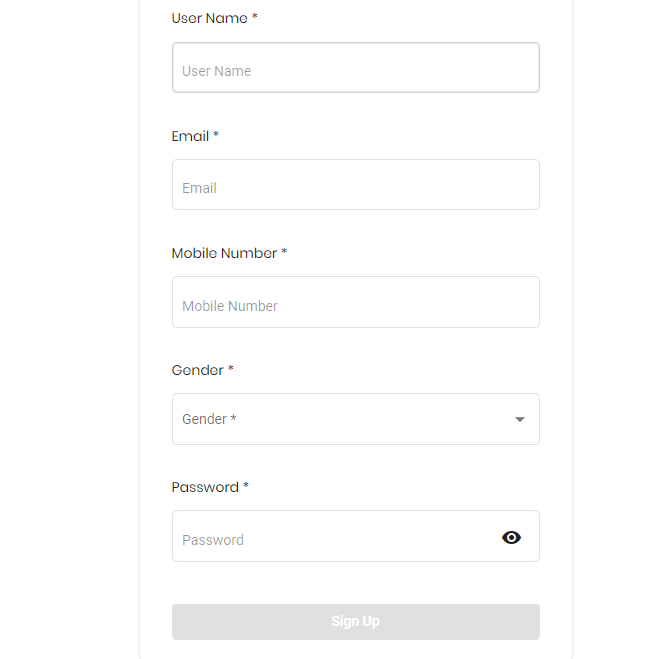 User Name *
User Name
Email *
Email
Mobile Number *
Mobile Number
Gender *
Gender *
Password *
Password
Sign Up